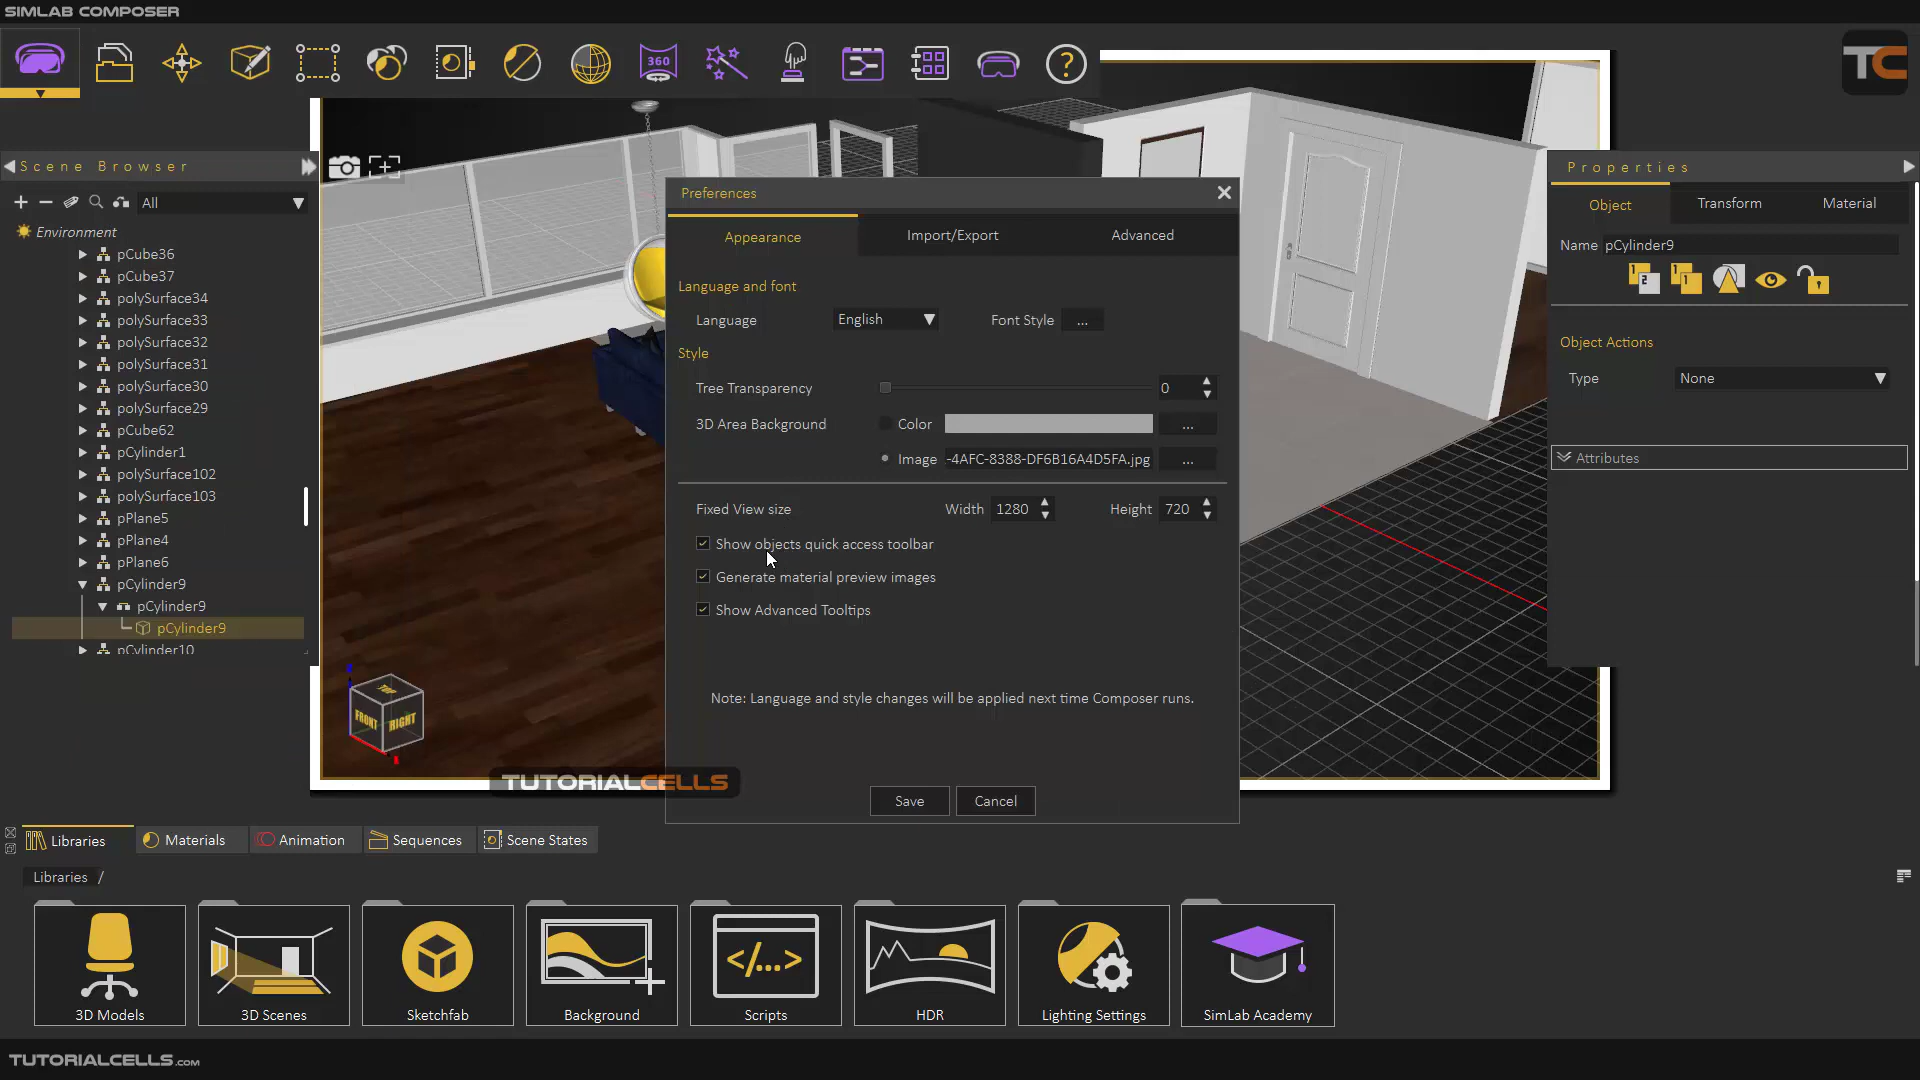 SIMLAB COMPOSER
360
TC
Scene Browser
All
Environment
pCube36
pCube37
polySurface34
polySurface33
polySurface32
polySurface31
polySurface30
polySurface29
pCube62
pCylinder1
polySurface102
polySurface103
pPlane5
pPlane4
pPlane6
pCylinder9
pCylinder9
pCylinder9
pCylinder10
Preferences
Appearance
Import/Export
Advanced
Language and font
Language
English
Font Style
...
Style
Tree Transparency
0
3D Area Background
Color
...
Image
-4AFC-8388-DF6B16A4D5FA.jpg
...
Fixed View size
Width 1280
Height 720
Show objects quick access toolbar
Generate material preview images
Show Advanced Tooltips
Note: Language and style changes will be applied next time Composer runs.
Save
Cancel
Properties
Object
Transform
Material
Name pCylinder9
Object Actions
Type
None
Attributes
TOP
FRONT
RIGHT
TUTORIALCELLS
Libraries
Materials
Animation
Sequences
Scene States
Libraries /
3D Models
3D Scenes
Sketchfab
Background
</...>
Scripts
HDR
Lighting Settings
SimLab Academy
TUTORIALCELLS.COM